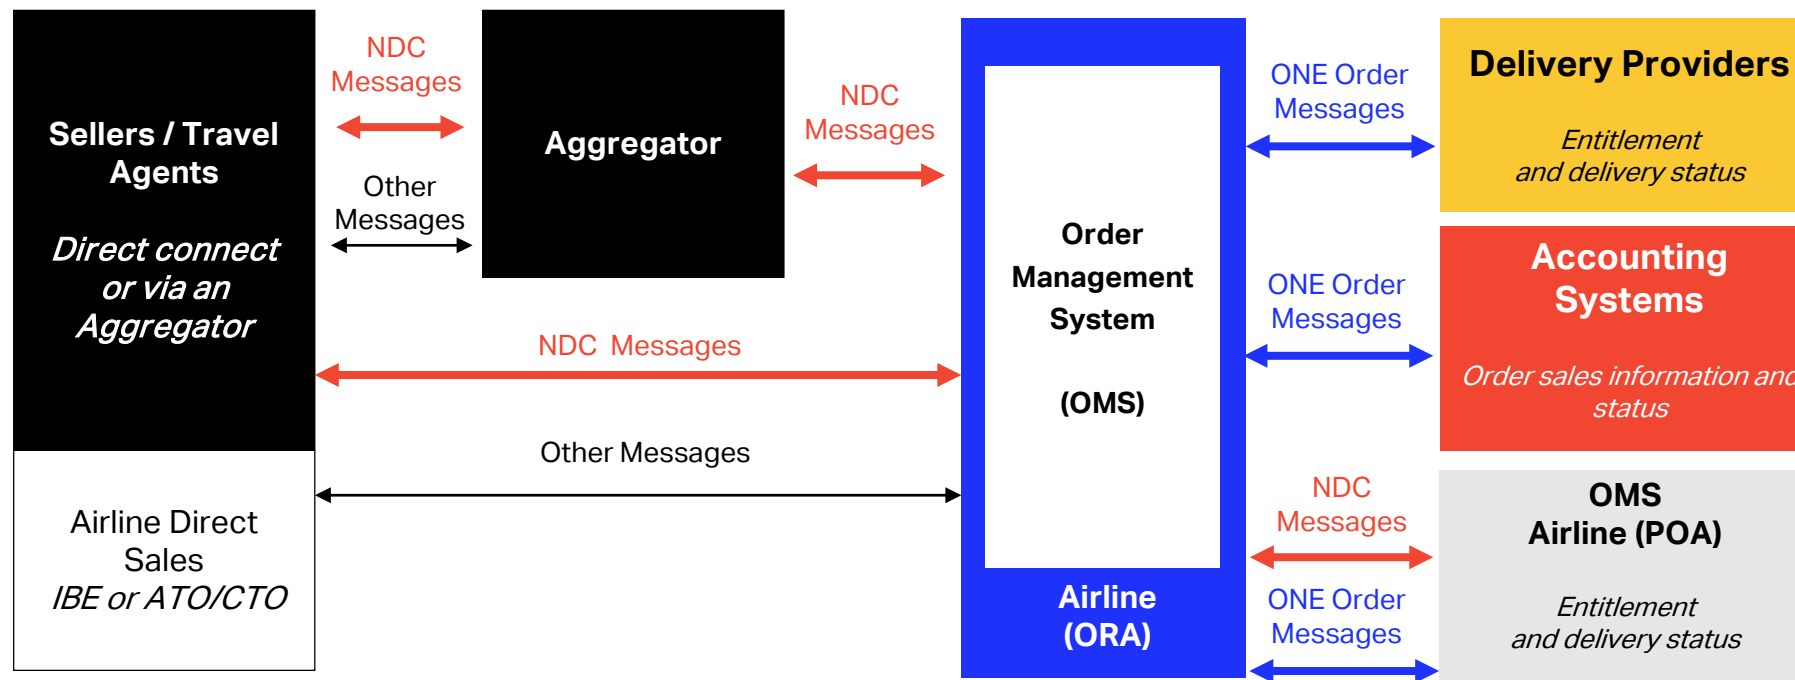 Sellers / Travel
Agents
Direct connect
or via an
Aggregator
Airline Direct
Sales
IBE or ATO/CTO
NDC
Messages
Other
Messages
Aggregator
NDC
Messages
NDC Messages
Other Messages
Order
Management
System
(OMS)
Airline
(ORA)
ONE Order
Messages
ONE Order
Messages
NDC
Messages
ONE Order
Messages
Delivery Providers
Entitlement
and delivery status
Accounting
Systems
Order sales information and
status
OMS
Airline (POA)
Entitlement
and delivery status